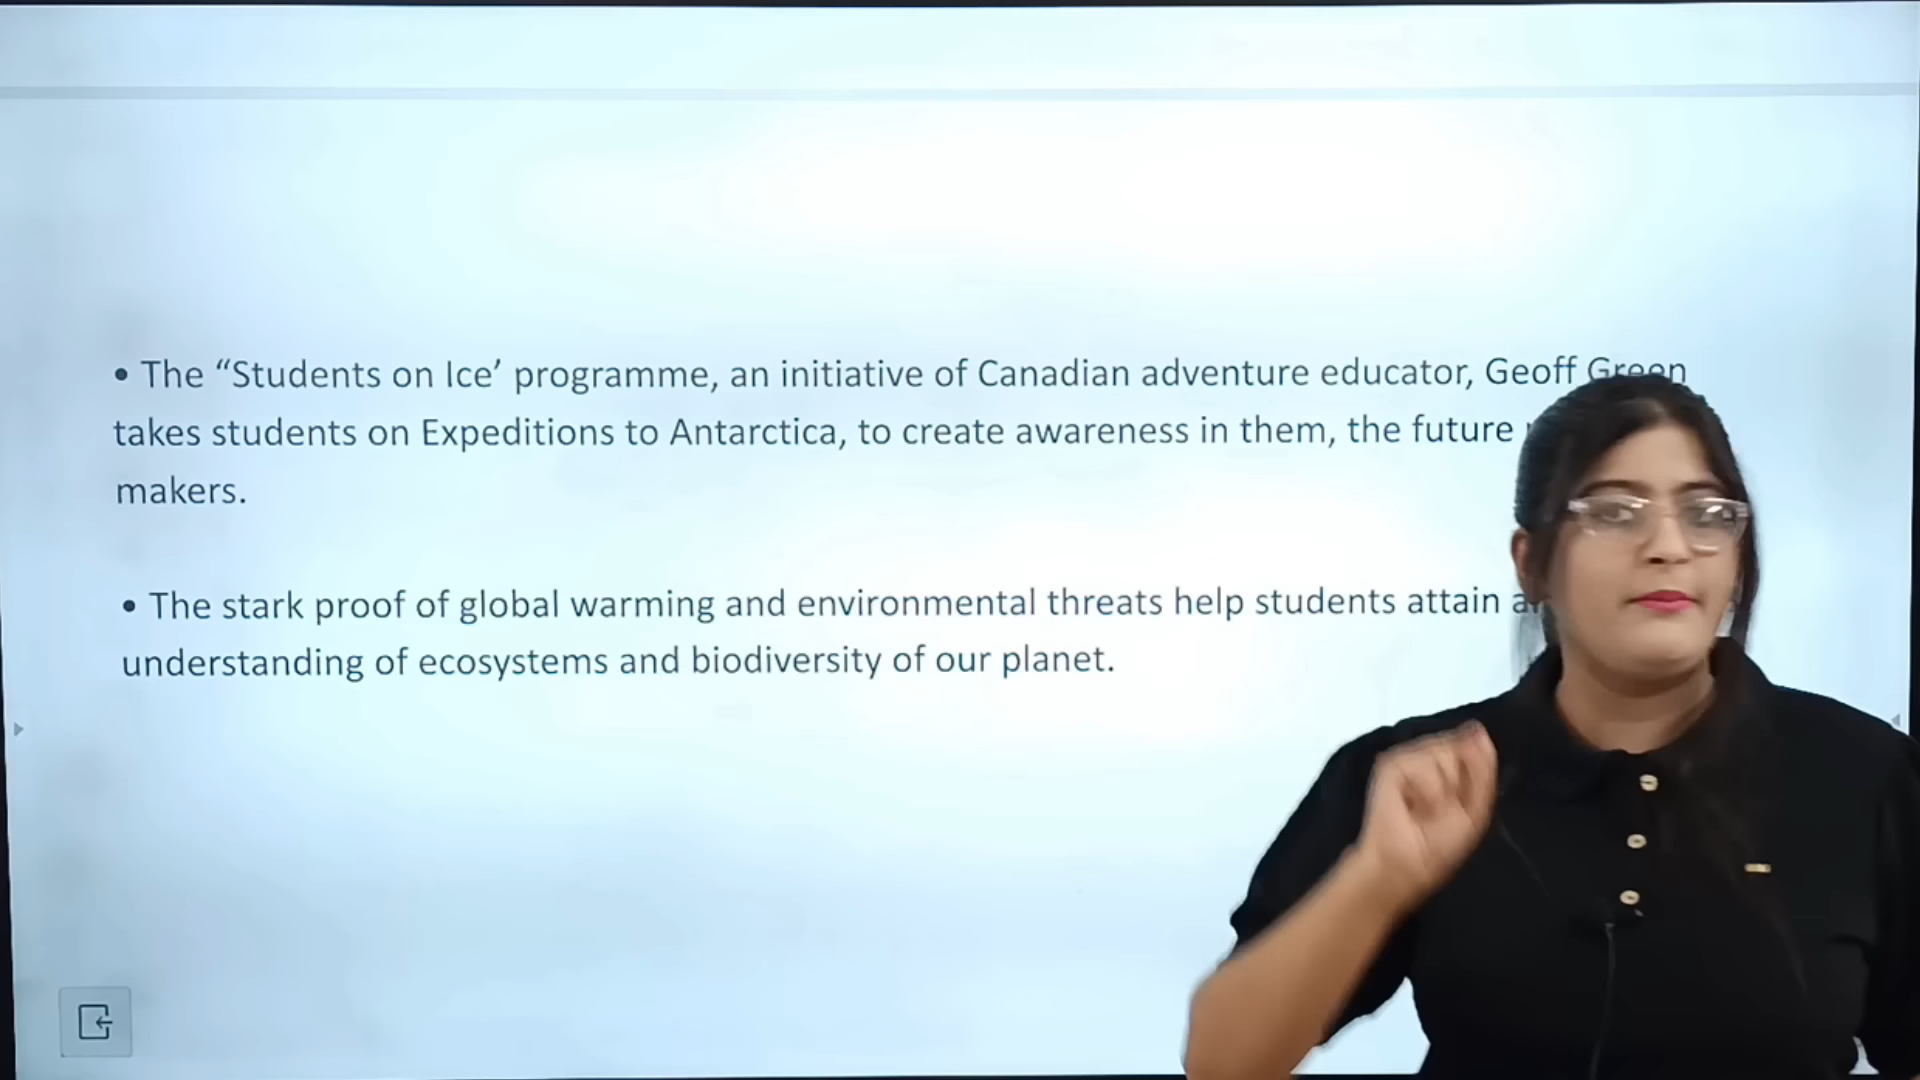 • The “Students on Ice’ programme, an initiative of Canadian adventure educator, Geoff Green
takes students on Expeditions to Antarctica, to create awareness in them, the future
makers.
• The stark proof of global warming and environmental threats help students attain
understanding of ecosystems and biodiversity of our planet.